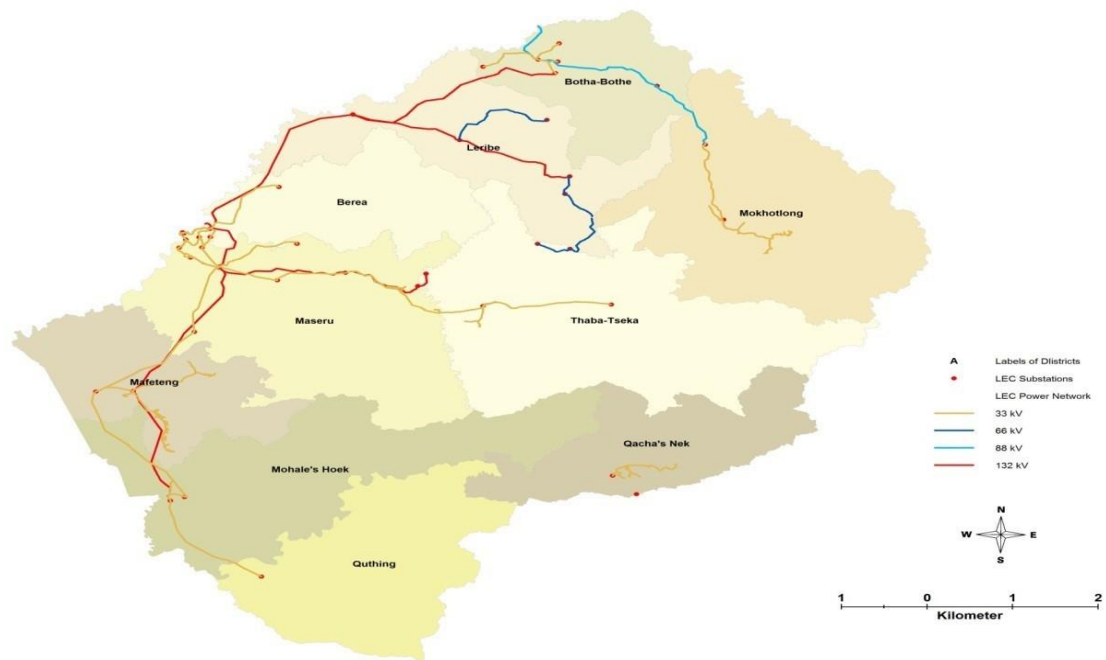 Botha-Bothe
Leribe
Berea
Mokhotlong
Maseru
Thaba-Tseka
Mafeteng
Qacha's Nek
Mohale's Hoek
Quthing
A Labels of DIistricts
LEC Substations
LEC Power Network
33 kV
66 kV
88 kV
132 kV
N
W E
S
1 0 1 2
Kilometer